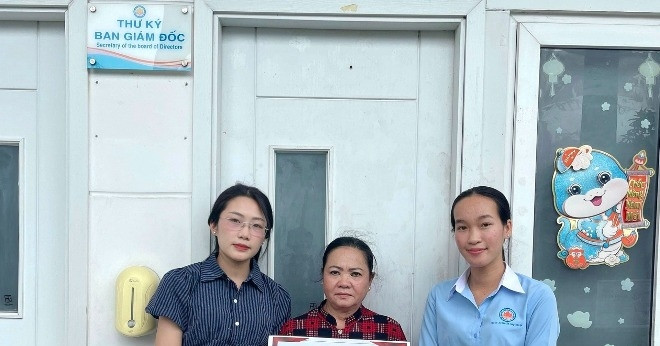 THƯ KÝ
BAN GIÁM ĐỐC
Secretary of the board of Directors